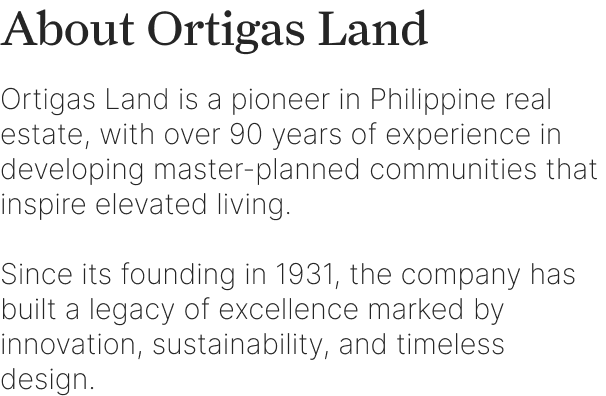 About Ortigas Land
Ortigas Land is a pioneer in Philippine real
estate, with over 90 years of experience in
developing master-planned communities that
inspire elevated living.
Since its founding in 1931, the company has
built a legacy of excellence marked by
innovation, sustainability, and timeless
design.